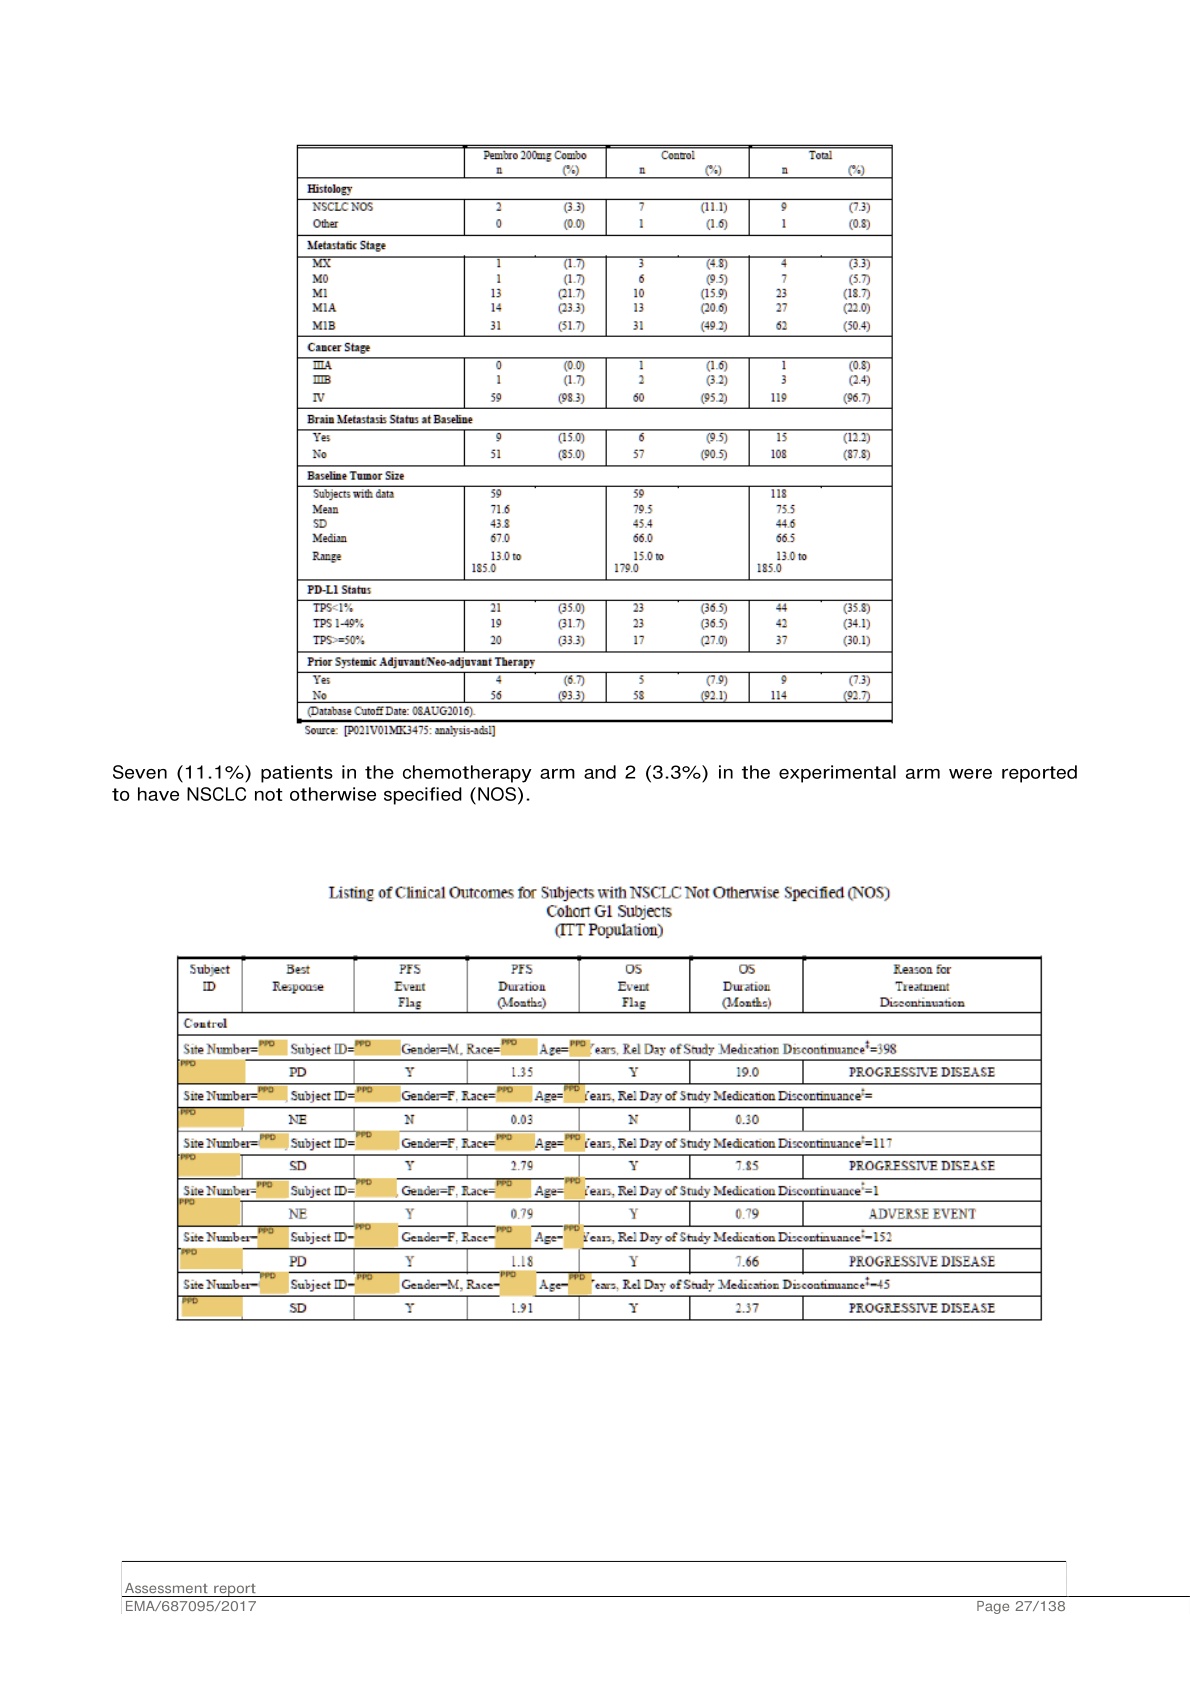 Pembro 200mg Combo Control Total
n (%) n (%) n (%)
Histology
NSCLC NOS 2 (3.3) 7 (11.1) 9 (7.3)
Other 0 (0.0) 1 (1.6) 1 (0.8)
Metastatic Stage
MX 1 (1.7) 3 (4.8) 4 (3.3)
M0 1 (1.7) 6 (9.5) 7 (5.7)
M1 13 (21.7) 10 (15.9) 23 (18.7)
M1A 14 (23.3) 13 (20.6) 27 (22.0)
M1B 31 (51.7) 31 (49.2) 62 (50.4)
Cancer Stage
IIIA 0 (0.0) 1 (1.6) 1 (0.8)
IIIB 1 (1.7) 2 (3.2) 3 (2.4)
IV 59 (98.3) 60 (95.2) 119 (96.7)
Brain Metastasis Status at Baseline
Yes 9 (15.0) 6 (9.5) 15 (12.2)
No 51 (85.0) 57 (90.5) 108 (87.8)
Baseline Tumor Size
Subjects with data 59 59 118
Mean 71.6 79.5 75.5
SD 43.8 45.4 44.6
Median 67.0 66.0 66.5
Range 13.0 to 15.0 to 13.0 to
185.0 179.0 185.0
PD-L1 Status
TPS<1% 21 (35.0) 23 (36.5) 44 (35.8)
TPS 1-49% 19 (31.7) 23 (36.5) 42 (34.1)
TPS>=50% 20 (33.3) 17 (27.0) 37 (30.1)
Prior Systemic Adjuvant/Neo-adjuvant Therapy
Yes 4 (6.7) 5 (7.9) 9 (7.3)
No 56 (93.3) 58 (92.1) 114 (92.7)
(Database Cutoff Date: 08AUG2016).
Source: [P021V01MK3475: analysis-adsl]
Seven (11.1%) patients in the chemotherapy arm and 2 (3.3%) in the experimental arm were reported
to have NSCLC not otherwise specified (NOS).
Listing of Clinical Outcomes for Subjects with NSCLC Not Otherwise Specified (NOS)
Cohort G1 Subjects
(ITT Population)
Subject Best PFS PFS OS OS Reason for
ID Response Event Duration Event Duration Treatment
Flag (Months) Flag (Months) Discontinuation
Control
Site Number= PPD Subject ID= PPD Gender=M, Race= PPD Age= PPD Years, Rel Day of Study Medication Discontinuance‡=398
PPD PD Y 1.35 Y 19.0 PROGRESSIVE DISEASE
Site Number= PPD , Subject ID= PPD Gender=F, Race= PPD Age= PPD Years, Rel Day of Study Medication Discontinuance‡=
PPD NE N 0.03 N 0.30
Site Number= PPD , Subject ID= PPD Gender=F, Race= PPD Age= PPD Years, Rel Day of Study Medication Discontinuance‡=117
PPD SD Y 2.79 Y 7.85 PROGRESSIVE DISEASE
Site Number= PPD Subject ID= PPD , Gender=F, Race= PPD Age= PPD Years, Rel Day of Study Medication Discontinuance‡=1
PPD NE Y 0.79 Y 0.79 ADVERSE EVENT
Site Number= PPD , Subject ID= PPD Gender=F, Race= PPD Age= PPD Years, Rel Day of Study Medication Discontinuance‡=152
PPD PD Y 1.18 Y 7.66 PROGRESSIVE DISEASE
Site Number= PPD Subject ID= PPD Gender=M, Race= PPD Age= PPD Years, Rel Day of Study Medication Discontinuance‡=45
PPD SD Y 1.91 Y 2.37 PROGRESSIVE DISEASE
Assessment report
EMA/687095/2017 Page 27/138